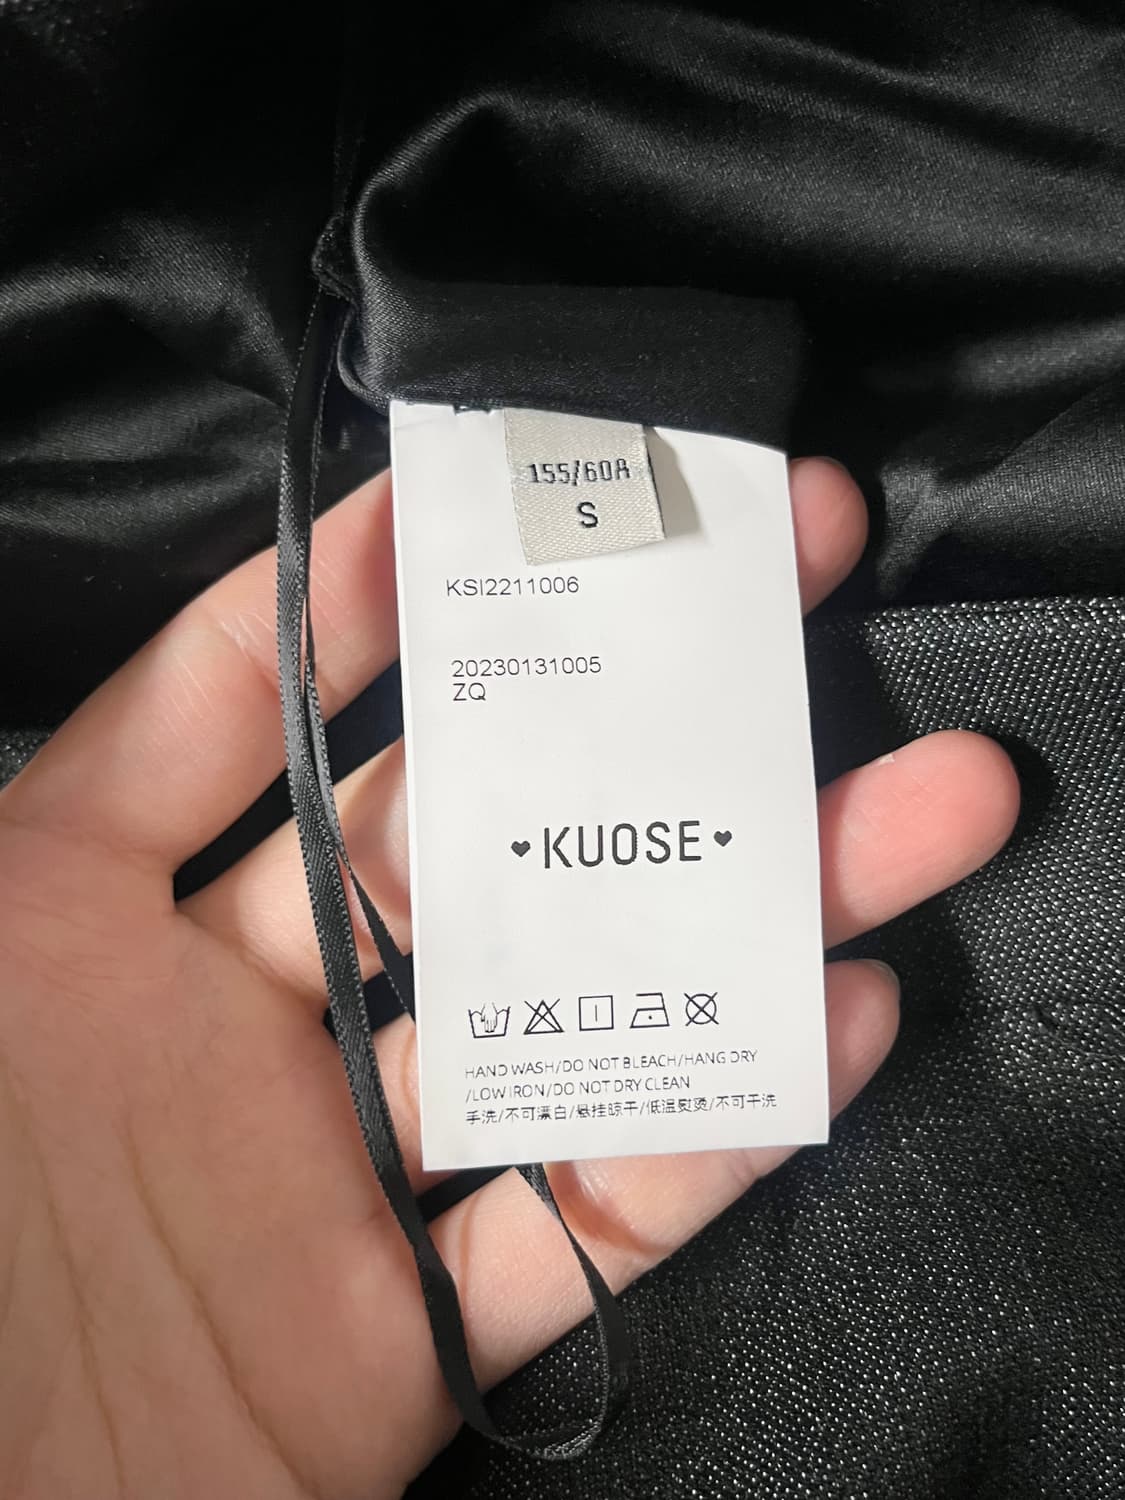 155/60A
S
KSI2211006
20230131005
ZQ
KUOSE
HAND WASH/DO NOT BLEACH/HANG DRY
/LOW IRON/DO NOT DRY CLEAN
手洗/不可漂白/悬挂晾干/低温熨烫/不可干洗